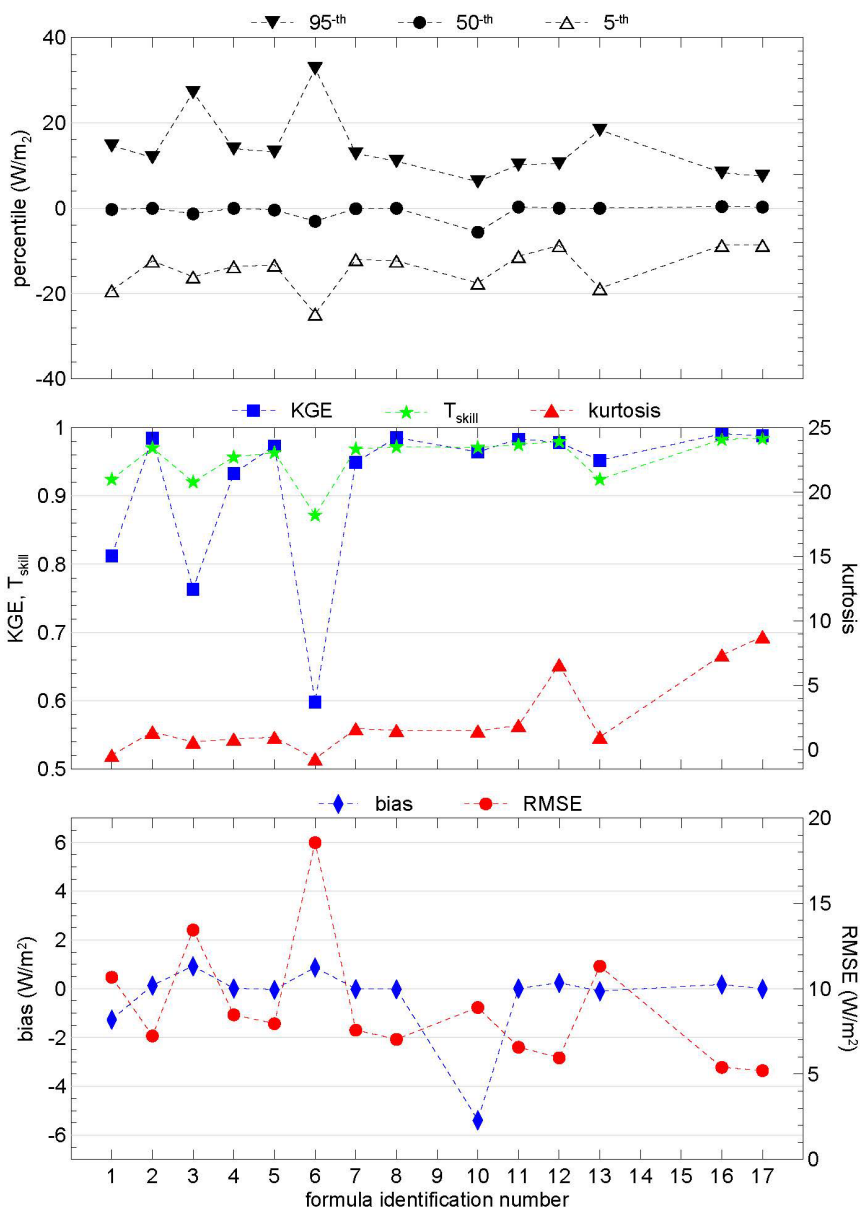 95-th 50-th 5-th
40
20
0
-20
-40
percentile (W/m2)
KGE Tskill kurtosis
1
0.9
0.8
0.7
0.6
0.5
KGE, Tskill
25
20
15
10
5
0
kurtosis
bias RMSE
6
4
2
0
-2
-4
-6
bias (W/m2)
20
15
10
5
0
RMSE (W/m2)
1 2 3 4 5 6 7 8 10 11 12 13 14 15 16 17
formula identification number